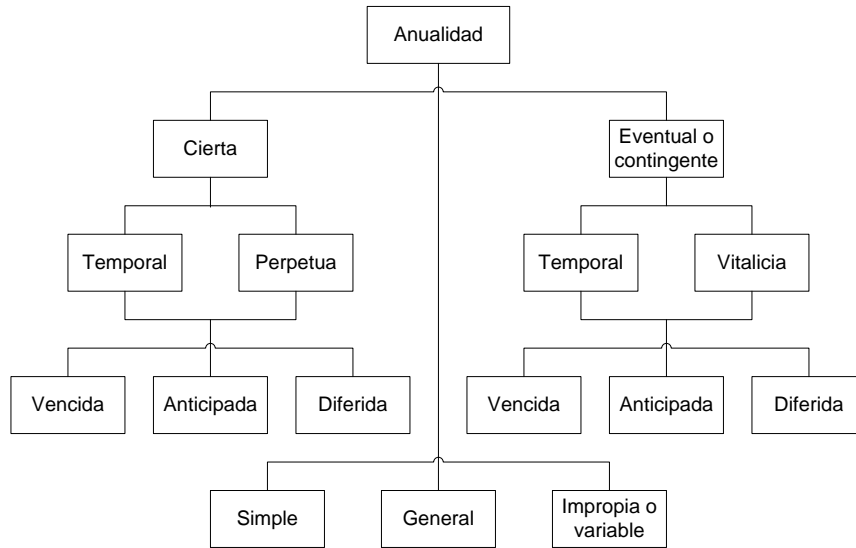 Anualidad
Cierta
Eventual o
contingente
Temporal
Perpetua
Temporal
Vitalicia
Vencida
Anticipada
Diferida
Vencida
Anticipada
Diferida
Simple
General
Impropia o
variable